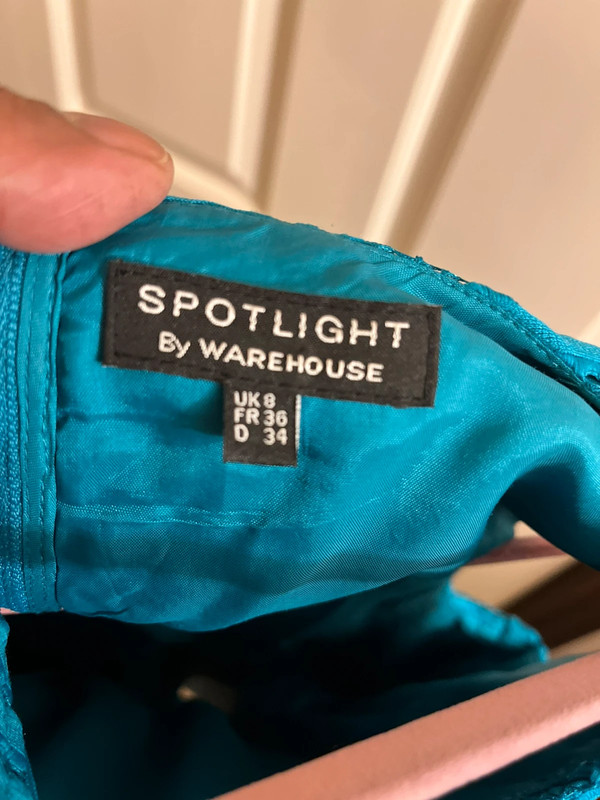 SPOTLIGHT
By WAREHOUSE
UK 8
FR 36
D 34